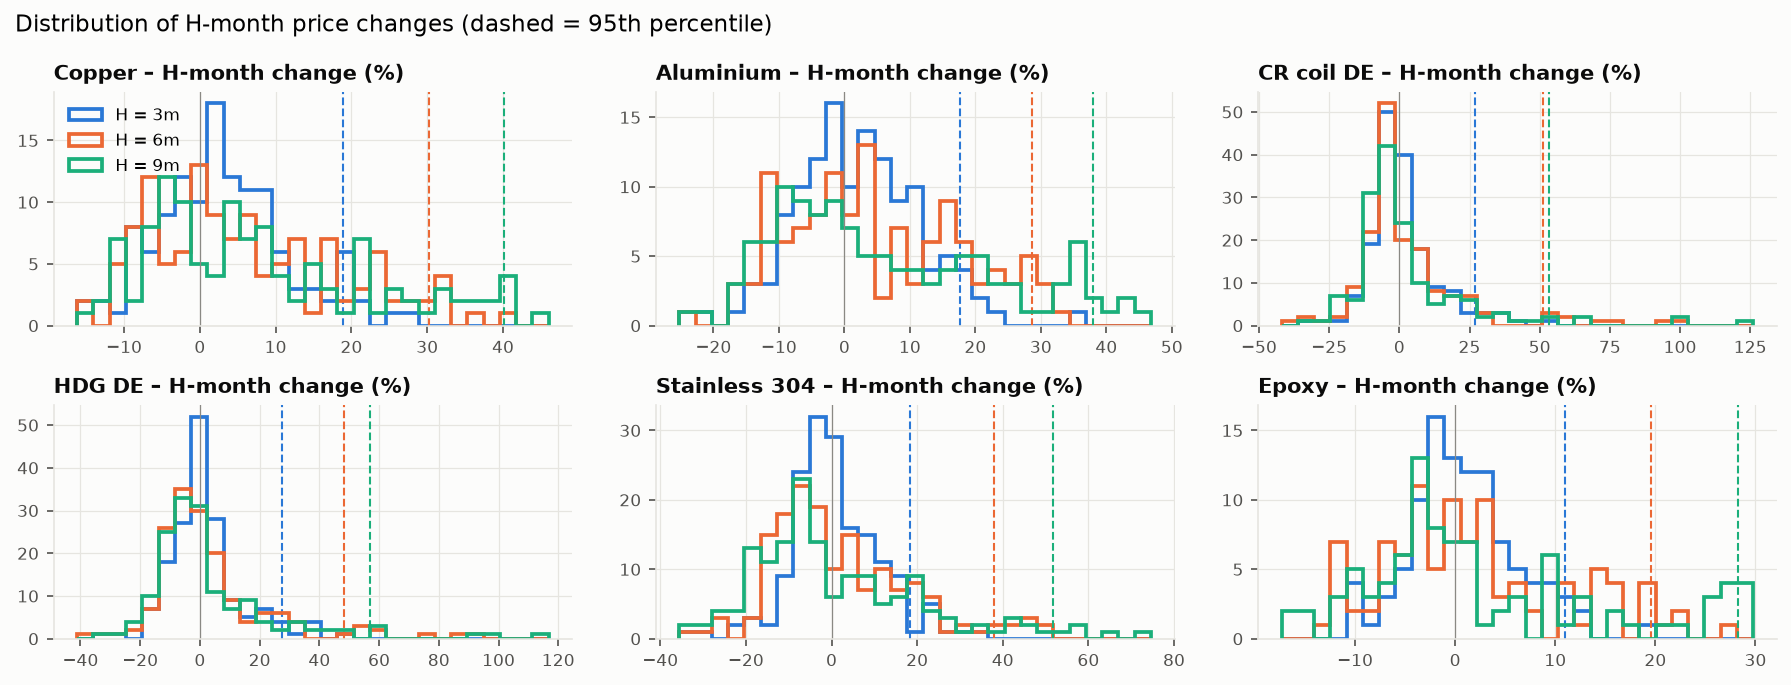 Distribution of H-month price changes (dashed = 95th percentile)
Copper – H-month change (%)
H = 3m
H = 6m
H = 9m
15
10
5
0
−10 0 10 20 30 40
Aluminium – H-month change (%)
15
10
5
0
−20 −10 0 10 20 30 40 50
CR coil DE – H-month change (%)
50
40
30
20
10
0
−50 −25 0 25 50 75 100 125
HDG DE – H-month change (%)
50
40
30
20
10
0
−40 −20 0 20 40 60 80 100 120
Stainless 304 – H-month change (%)
30
20
10
0
−40 −20 0 20 40 60 80
Epoxy – H-month change (%)
15
10
5
0
−10 0 10 20 30